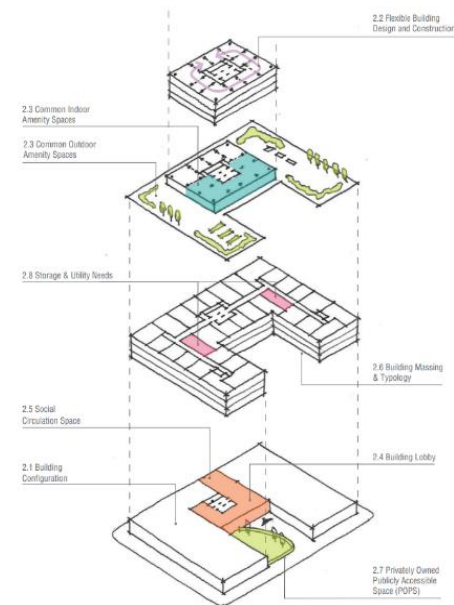 2.2 Flexible Building
Design and Construction
2.3 Common Indoor
Amenity Spaces
2.3 Common Outdoor
Amenity Spaces
2.8 Storage & Utility Needs
2.6 Building Massing
& Typology
2.5 Social
Circulation Space
2.4 Building Lobby
2.1 Building
Configuration
2.7 Privately Owned
Publicly Accessible
Space (POPS)